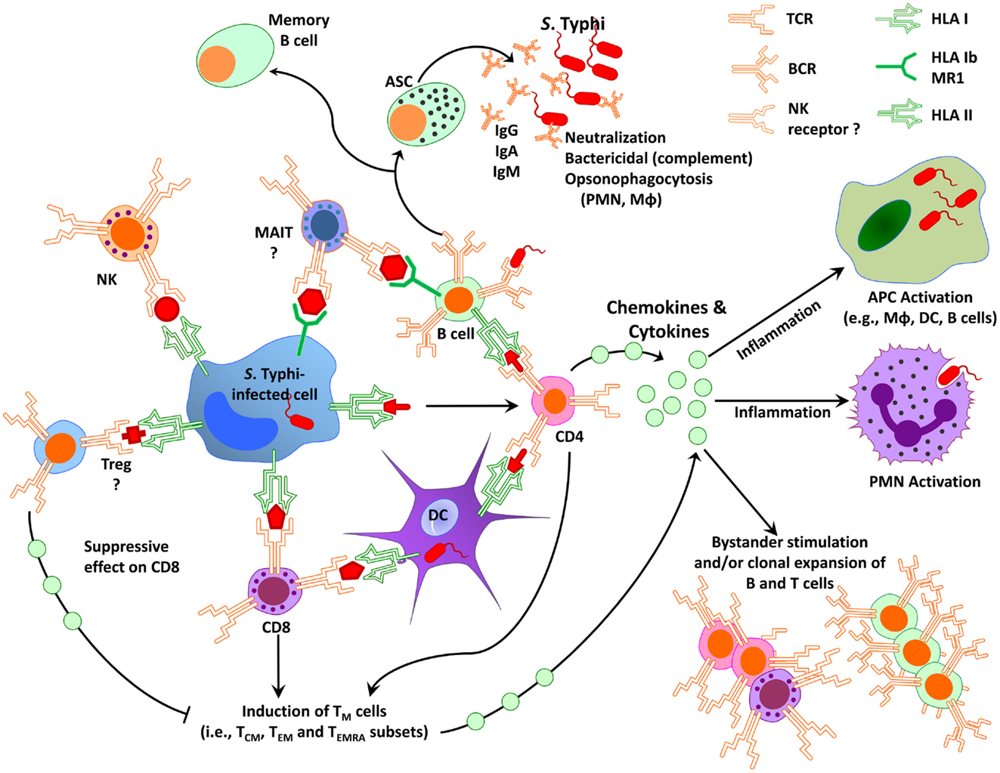 Memory
B cell
ASC
S. Typhi
IgG
IgA
IgM
Neutralization
Bactericidal (complement)
Opsonophagocytosis
(PMN, Mϕ)
TCR
HLA I
BCR
HLA Ib
MR1
NK
receptor ?
HLA II
NK
MAIT
?
B cell
Chemokines &
Cytokines
Inflammation
APC Activation
(e.g., Mϕ, DC, B cells)
S. Typhi-
infected cell
CD4
Inflammation
PMN Activation
Treg
?
DC
Suppressive
effect on CD8
CD8
Bystander stimulation
and/or clonal expansion of
B and T cells
Induction of TM cells
(i.e., TCM, TEM and TEMRA subsets)